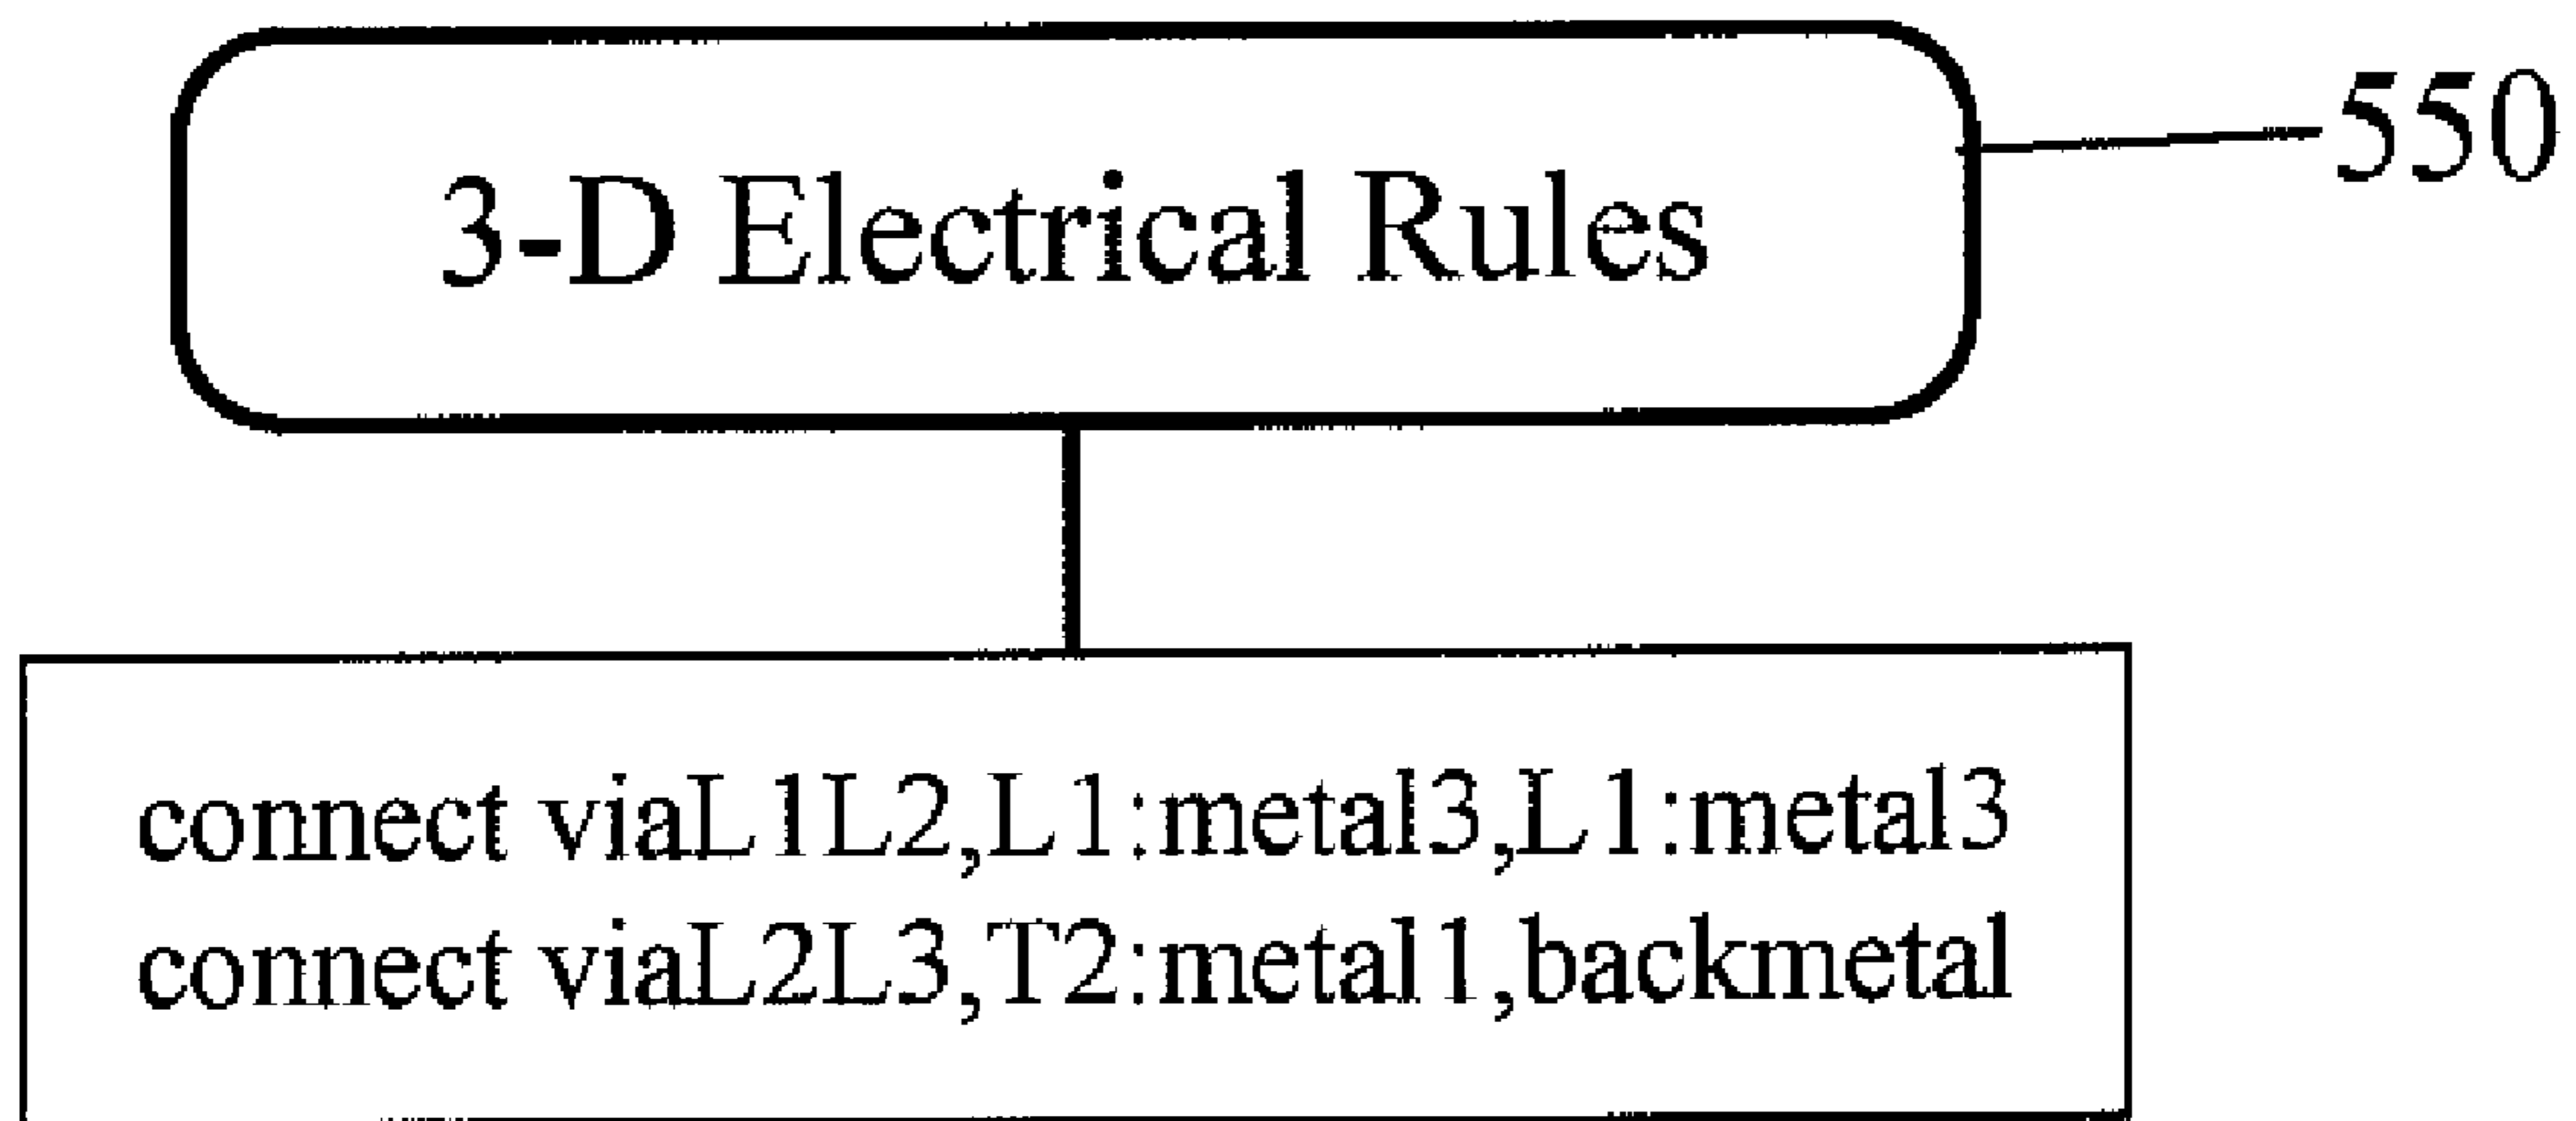 3-D Electrical Rules
550
connect viaL1L2,L1:metal3,L1:metal3
connect viaL2L3,T2:metal1,backmetal